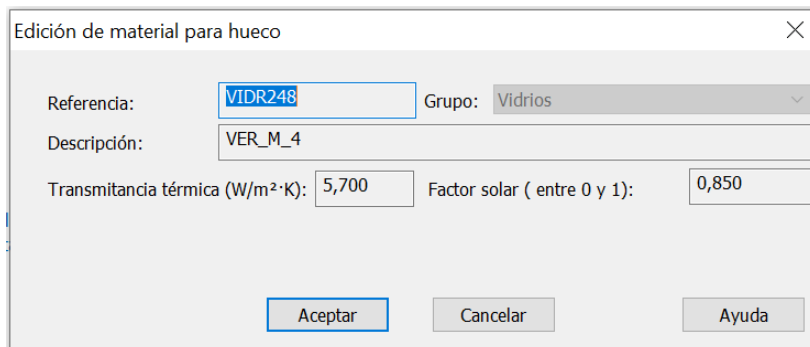 Edición de material para hueco
Referencia: VIDR248 Grupo: Vidrios
Descripción: VER_M_4
Transmitancia térmica (W/m²·K): 5,700 Factor solar ( entre 0 y 1): 0,850
Aceptar Cancelar Ayuda